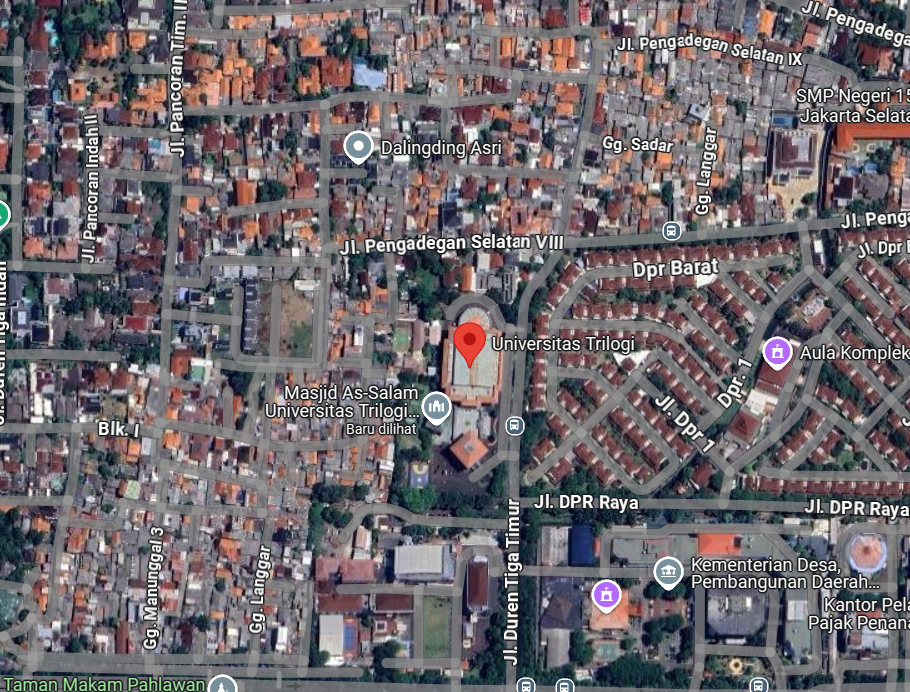 Jl. Pengadegan
Jl. Pancoran Tim. II
Jl. Pengadegan Selatan IX
SMP Negeri 15
Jakarta Selata
Jl. Pancoran Indah II
Dalingding Asri
Gg. Sadar
Gg. Langgar
Jl. Penga
Jl. Pengadegan Selatan VIII
Jl. Dpr
Dpr Barat
Universitas Trilogi
Aula Komplek
Dpr. 1
Masjid As-Salam
Universitas Trilogi...
Baru dilihat
Jl. Dpr 1
Blk. I
Jl. DPR Raya
Jl. DPR Raya
Gg. Manunggal 3
Gg. Langgar
Jl. Duren Tiga Timur
Kementerian Desa,
Pembangunan Daerah...
Kantor Pela
Pajak Penan
Taman Makam Pahlawan